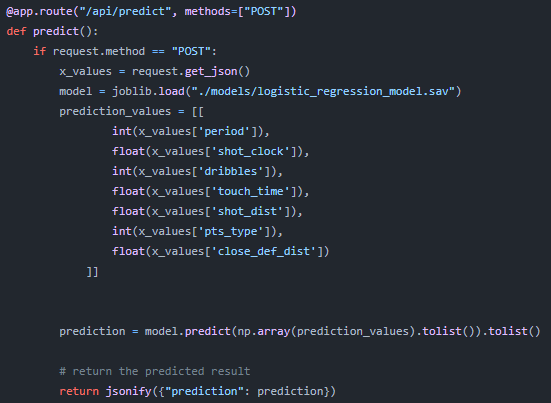 @app.route("/api/predict", methods=["POST"])
def predict():
    if request.method == "POST":
        x_values = request.get_json()
        model = joblib.load("./models/logistic_regression_model.sav")
        prediction_values = [[
                int(x_values['period']),
                float(x_values['shot_clock']),
                int(x_values['dribbles']),
                float(x_values['touch_time']),
                float(x_values['shot_dist']),
                int(x_values['pts_type']),
                float(x_values['close_def_dist'])
            ]]
        prediction = model.predict(np.array(prediction_values).tolist()).tolist()
        # return the predicted result
        return jsonify({"prediction": prediction})